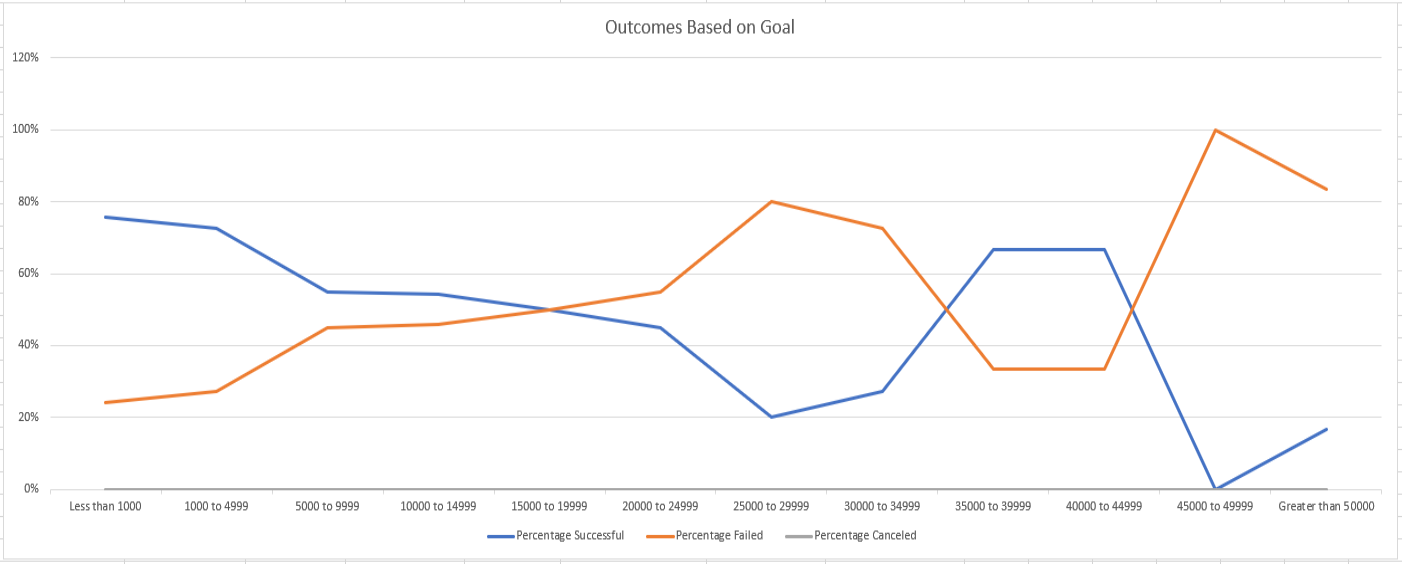 Outcomes Based on Goal
120%
100%
80%
60%
40%
20%
0%
Less than 1000 1000 to 4999 5000 to 9999 10000 to 14999 15000 to 19999 20000 to 24999 25000 to 29999 30000 to 34999 35000 to 39999 40000 to 44999 45000 to 49999 Greater than 50000
Percentage Successful Percentage Failed Percentage Canceled